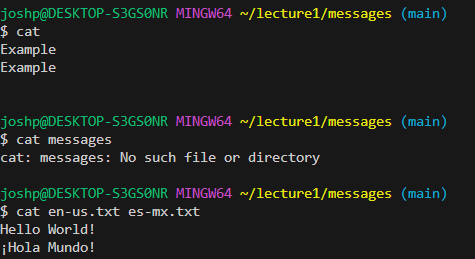 joshp@DESKTOP-S3GS0NR MINGW64 ~/lecture1/messages (main)
$ cat
Example
Example
joshp@DESKTOP-S3GS0NR MINGW64 ~/lecture1/messages (main)
$ cat messages
cat: messages: No such file or directory
joshp@DESKTOP-S3GS0NR MINGW64 ~/lecture1/messages (main)
$ cat en-us.txt es-mx.txt
Hello World!
¡Hola Mundo!